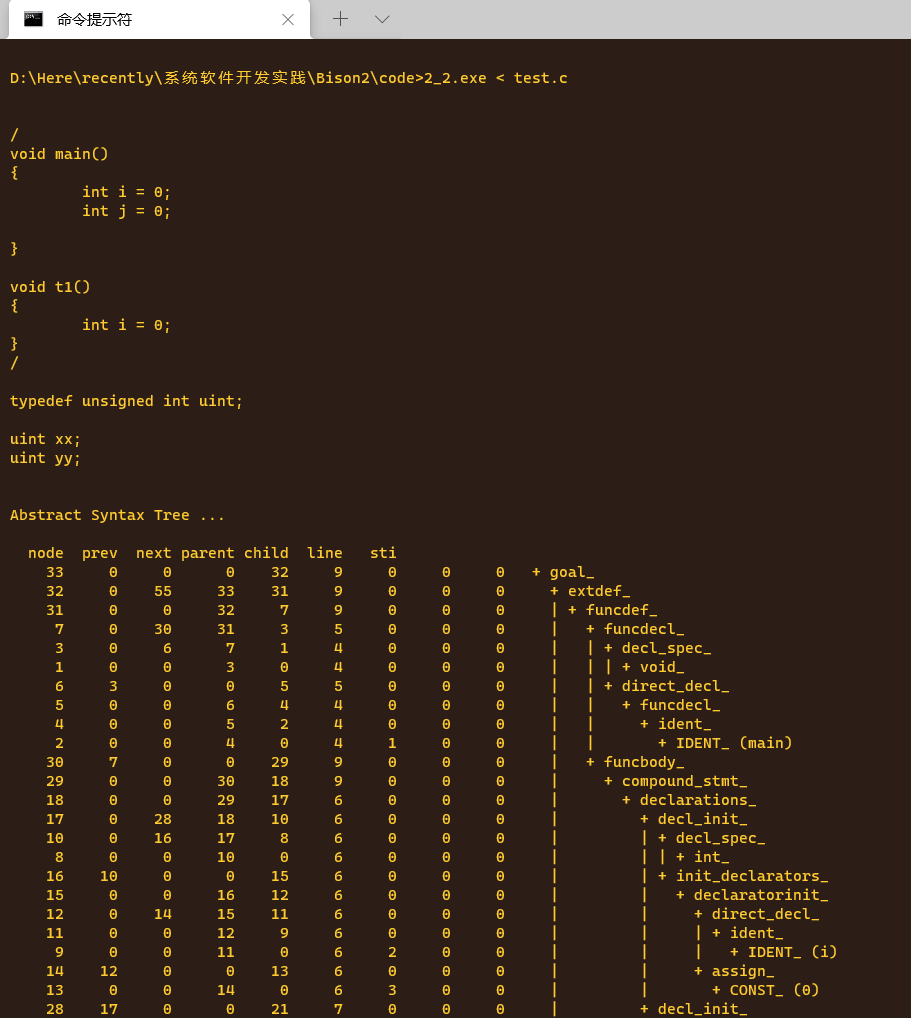 命令提示符
D:\Here\recently\系统软件开发实践\Bison2\code>2_2.exe < test.c
/
void main()
{
        int i = 0;
        int j = 0;
}
void t1()
{
        int i = 0;
}
/
typedef unsigned int uint;
uint xx;
uint yy;
Abstract Syntax Tree ...
  node  prev  next parent child  line   sti
    33     0     0      0    32     9     0     0     0   + goal_
    32     0    55     33    31     9     0     0     0     + extdef_
    31     0     0     32     7     9     0     0     0     | + funcdef_
     7     0    30     31     3     5     0     0     0     |   + funcdecl_
     3     0     6      7     1     4     0     0     0     |   | + decl_spec_
     1     0     0      3     0     4     0     0     0     |   | | + void_
     6     3     0      0     5     5     0     0     0     |   | + direct_decl_
     5     0     0      6     4     4     0     0     0     |   |   + funcdecl_
     4     0     0      5     2     4     0     0     0     |   |     + ident_
     2     0     0      4     0     4     1     0     0     |   |       + IDENT_ (main)
    30     7     0      0    29     9     0     0     0     |   + funcbody_
    29     0     0     30    18     9     0     0     0     |     + compound_stmt_
    18     0     0     29    17     6     0     0     0     |       + declarations_
    17     0    28     18    10     6     0     0     0     |         + decl_init_
    10     0    16     17     8     6     0     0     0     |         | + decl_spec_
     8     0     0     10     0     6     0     0     0     |         | | + int_
    16    10     0      0    15     6     0     0     0     |         | + init_declarators_
    15     0     0     16    12     6     0     0     0     |         |   + declaratorinit_
    12     0    14     15    11     6     0     0     0     |         |     + direct_decl_
    11     0     0     12     9     6     0     0     0     |         |     | + ident_
     9     0     0     11     0     6     2     0     0     |         |     |   + IDENT_ (i)
    14    12     0      0    13     6     0     0     0     |         |     + assign_
    13     0     0     14     0     6     3     0     0     |         |       + CONST_ (0)
    28    17     0      0    21     7     0     0     0     |         + decl_init_